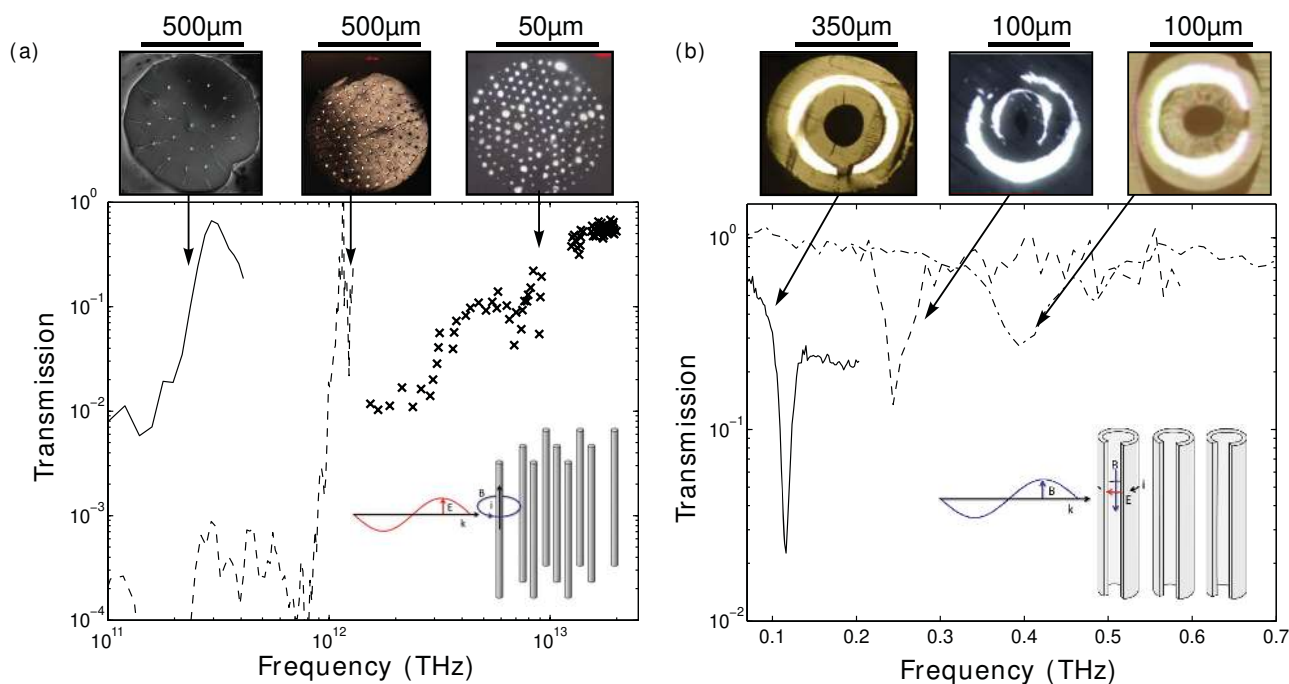 (a)
500µm
500µm
50µm
10^0
10^-1
10^-2
10^-3
10^-4
Transmission
10^11
10^12
10^13
Frequency (THz)
E
B
i
k
(b)
350µm
100µm
100µm
10^0
10^-1
10^-2
Transmission
0.1
0.2
0.3
0.4
0.5
0.6
0.7
Frequency (THz)
B
k
B
E
i